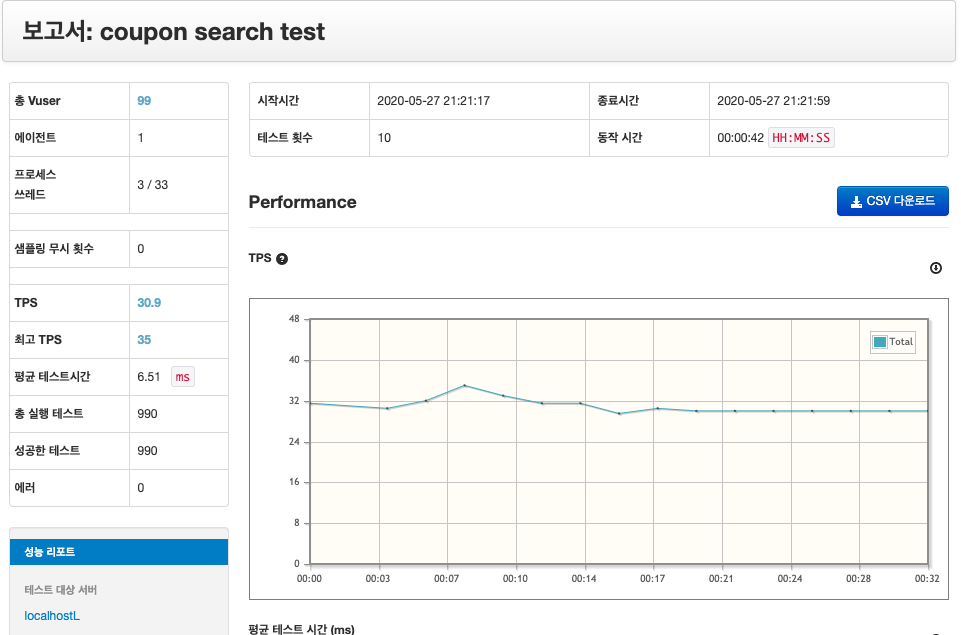 보고서: coupon search test
총 Vuser 99
에이전트 1
프로세스
쓰레드
3 / 33
샘플링 무시 횟수 0
TPS 30.9
최고 TPS 35
평균 테스트시간 6.51 ms
총 실행 테스트 990
성공한 테스트 990
에러 0
성능 리포트
테스트 대상 서버
localhostL
시작시간 2020-05-27 21:21:17 종료시간 2020-05-27 21:21:59
테스트 횟수 10 동작 시간 00:00:42 HH:MM:SS
Performance
CSV 다운로드
TPS ?
48
40
32
24
16
8
0
Total
00:00 00:03 00:07 00:10 00:14 00:17 00:21 00:24 00:28 00:32
평균 테스트 시간 (ms)